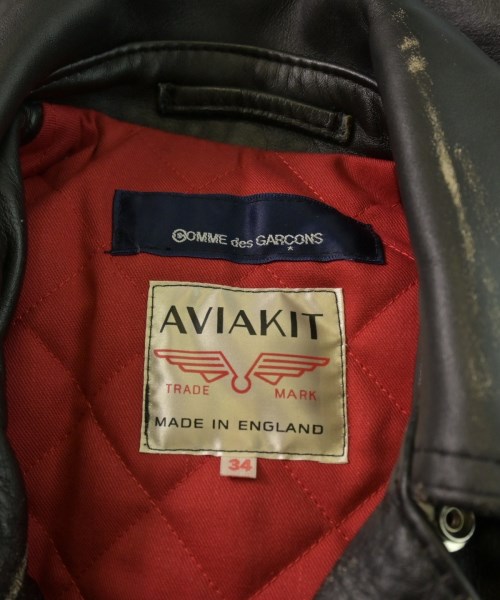 COMME des GARÇONS
*
AVIAKIT
TRADE MARK
MADE IN ENGLAND
34